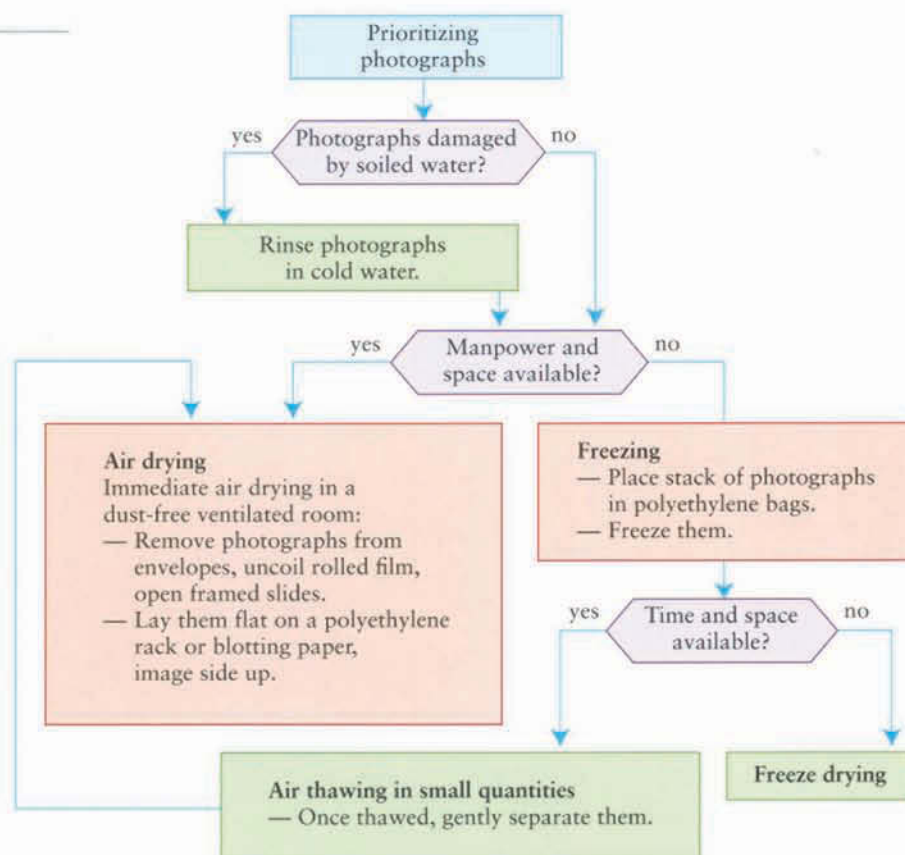 Prioritizing
photographs
yes
Photographs damaged
by soiled water?
no
Rinse photographs
in cold water.
yes
Manpower and
space available?
no
Air drying
Immediate air drying in a
dust-free ventilated room:
— Remove photographs from
envelopes, uncoil rolled film,
open framed slides.
— Lay them flat on a polyethylene
rack or blotting paper,
image side up.
Freezing
— Place stack of photographs
in polyethylene bags.
— Freeze them.
yes
Time and space
available?
no
Air thawing in small quantities
— Once thawed, gently separate them.
Freeze drying